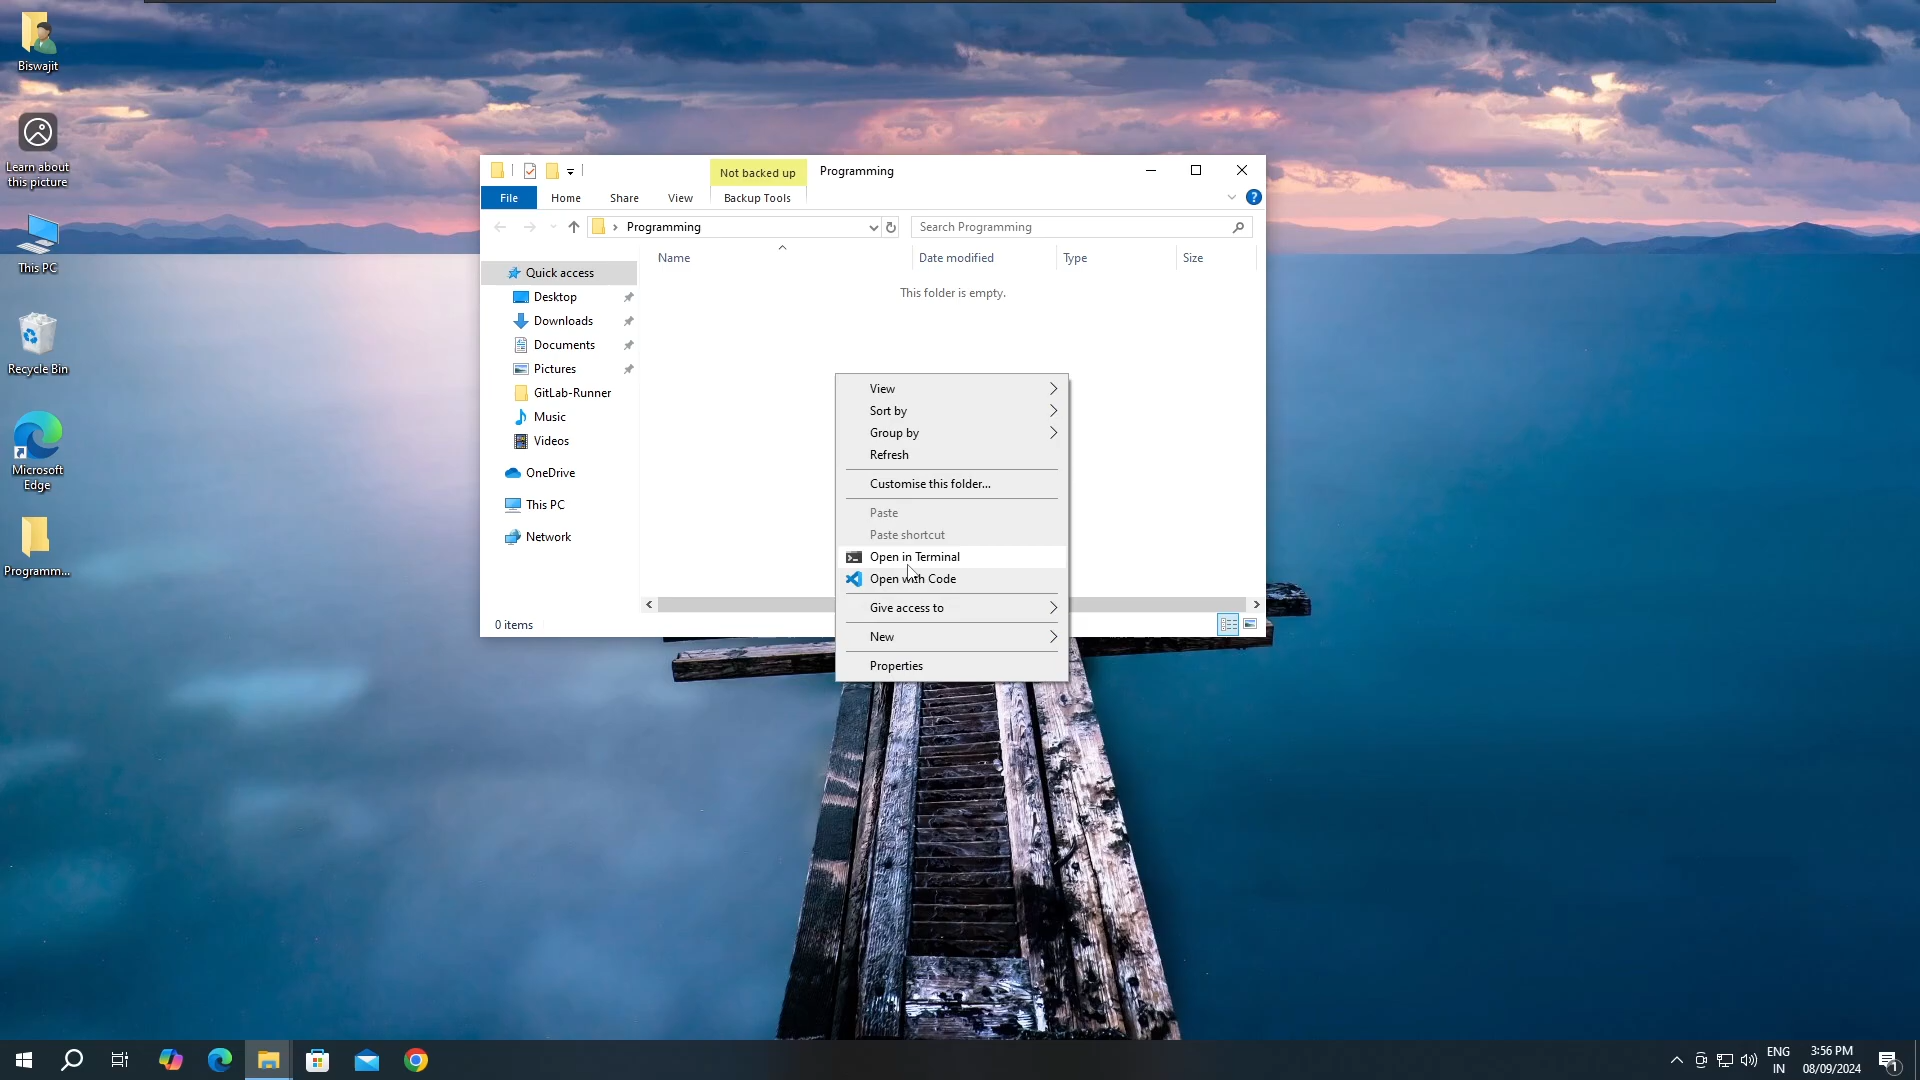 Biswajit
Learn about
this picture
This PC
Recycle Bin
Microsoft
Edge
Programm...
Not backed up
Programming
File
Home
Share
View
Backup Tools
Programming
Search Programming
Name
Date modified
Type
Size
This folder is empty.
Quick access
Desktop
Downloads
Documents
Pictures
GitLab-Runner
Music
Videos
OneDrive
This PC
Network
0 items
View
Sort by
Group by
Refresh
Customise this folder...
Paste
Paste shortcut
Open in Terminal
Open with Code
Give access to
New
Properties
ENG
IN
3:56 PM
08/09/2024
1